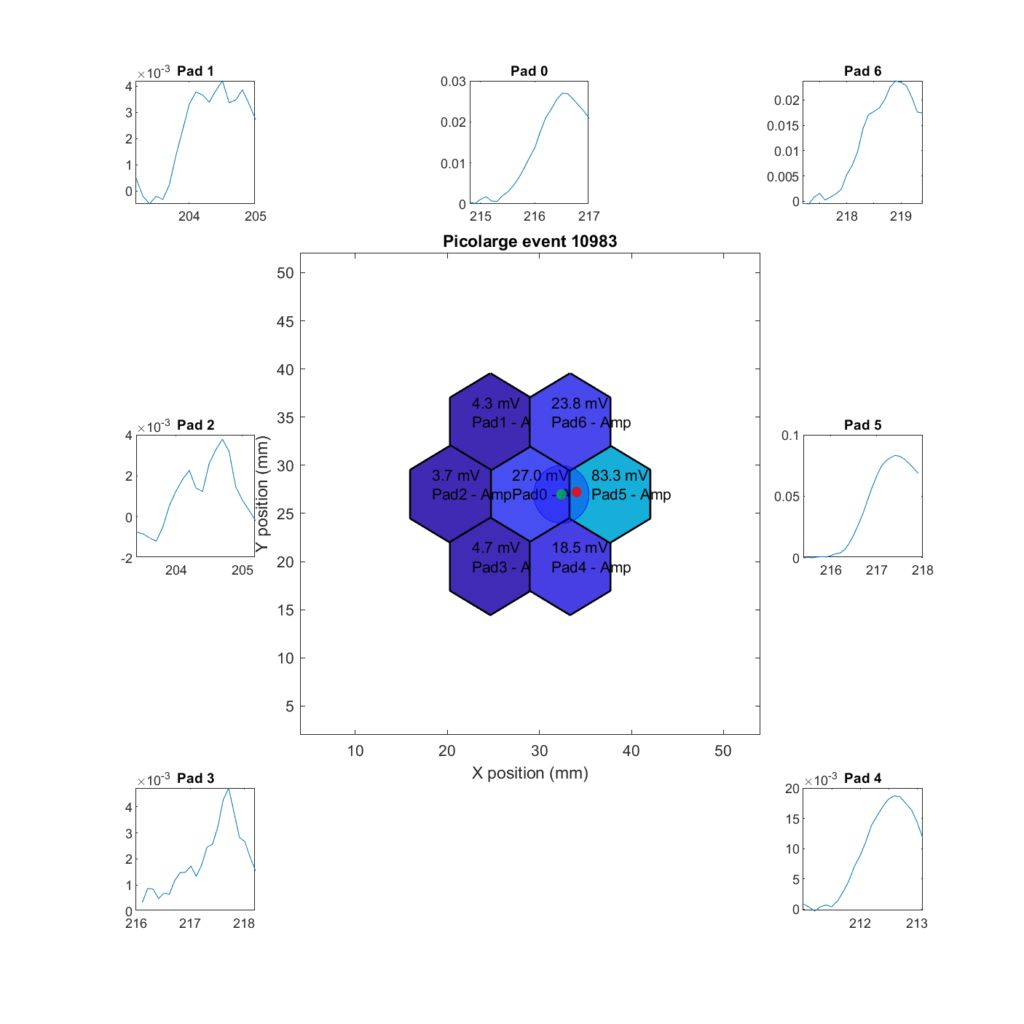 Pad 1
×10-3
4
3
2
1
0
204 205
Pad 0
0.03
0.02
0.01
0
215 216 217
Pad 6
0.02
0.015
0.01
0.005
0
218 219
Picolarge event 10983
50
45
40
35
30
25
20
15
10
5
10 20 30 40 50
X position (mm)
Y position (mm)
4.3 mV
Pad1 - A
23.8 mV
Pad6 - Amp
3.7 mV
Pad2 - Amp
27.0 mV
Pad0 - A
83.3 mV
Pad5 - Amp
4.7 mV
Pad3 - A
18.5 mV
Pad4 - Amp
Pad 2
×10-3
4
2
0
-2
204 205
Pad 5
0.1
0.05
0
216 217 218
Pad 3
×10-3
4
3
2
1
0
216 217 218
Pad 4
×10-3
20
15
10
5
0
212 213